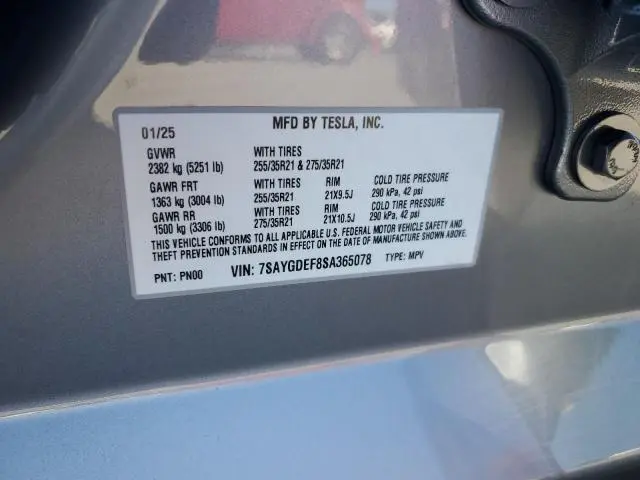 01/25 MFD BY TESLA, INC.
GVWR WITH TIRES
2382 kg (5251 lb) 255/35R21 & 275/35R21
GAWR FRT WITH TIRES RIM COLD TIRE PRESSURE
1363 kg (3004 lb) 255/35R21 21X9.5J 290 kPa, 42 psi
GAWR RR WITH TIRES RIM COLD TIRE PRESSURE
1500 kg (3306 lb) 275/35R21 21X10.5J 290 kPa, 42 psi
THIS VEHICLE CONFORMS TO ALL APPLICABLE U.S. FEDERAL MOTOR VEHICLE SAFETY AND
THEFT PREVENTION STANDARDS IN EFFECT ON THE DATE OF MANUFACTURE SHOWN ABOVE.
PNT: PN00 VIN: 7SAYGDEF8SA365078 TYPE: MPV